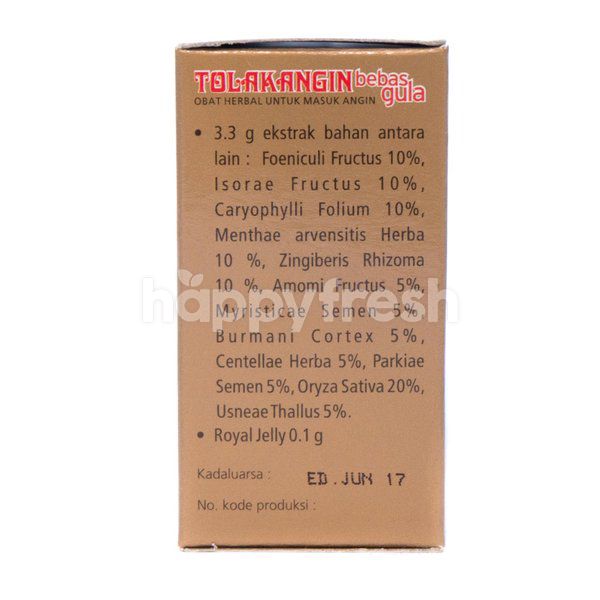 TOLAKANGIN bebas gula
OBAT HERBAL UNTUK MASUK ANGIN
• 3.3 g ekstrak bahan antara
lain : Foeniculi Fructus 10%,
Isorae Fructus 10%,
Caryophylli Folium 10%,
Menthae arvensitis Herba
10 %, Zingiberis Rhizoma
10 %, Amomi Fructus 5%,
happyfresh
Myristicae Semen 5%
Burmani Cortex 5%,
Centellae Herba 5%, Parkiae
Semen 5%, Oryza Sativa 20%,
Usneae Thallus 5%.
• Royal Jelly 0.1 g
Kadaluarsa : ED. JUN 17
No. kode produksi :